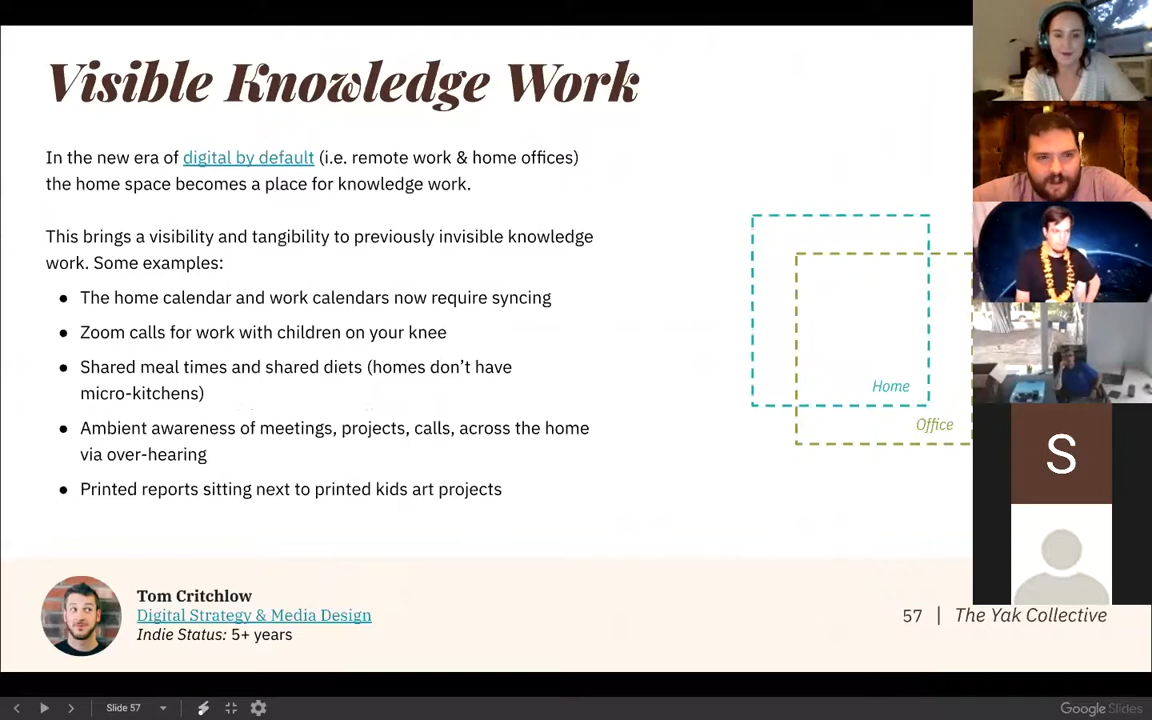 Visible Knowledge Work
In the new era of digital by default (i.e. remote work & home offices)
the home space becomes a place for knowledge work.
This brings a visibility and tangibility to previously invisible knowledge
work. Some examples:
● The home calendar and work calendars now require syncing
● Zoom calls for work with children on your knee
● Shared meal times and shared diets (homes don’t have
micro-kitchens)
● Ambient awareness of meetings, projects, calls, across the home
via over-hearing
● Printed reports sitting next to printed kids art projects
Home
Office
S
Tom Critchlow
Digital Strategy & Media Design
Indie Status: 5+ years
57 | The Yak Collective
Slide 57
Google Slides